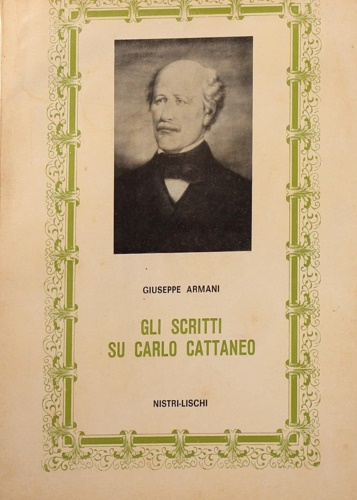 GIUSEPPE ARMANI
GLI SCRITTI
SU CARLO CATTANEO
NISTRI-LISCHI